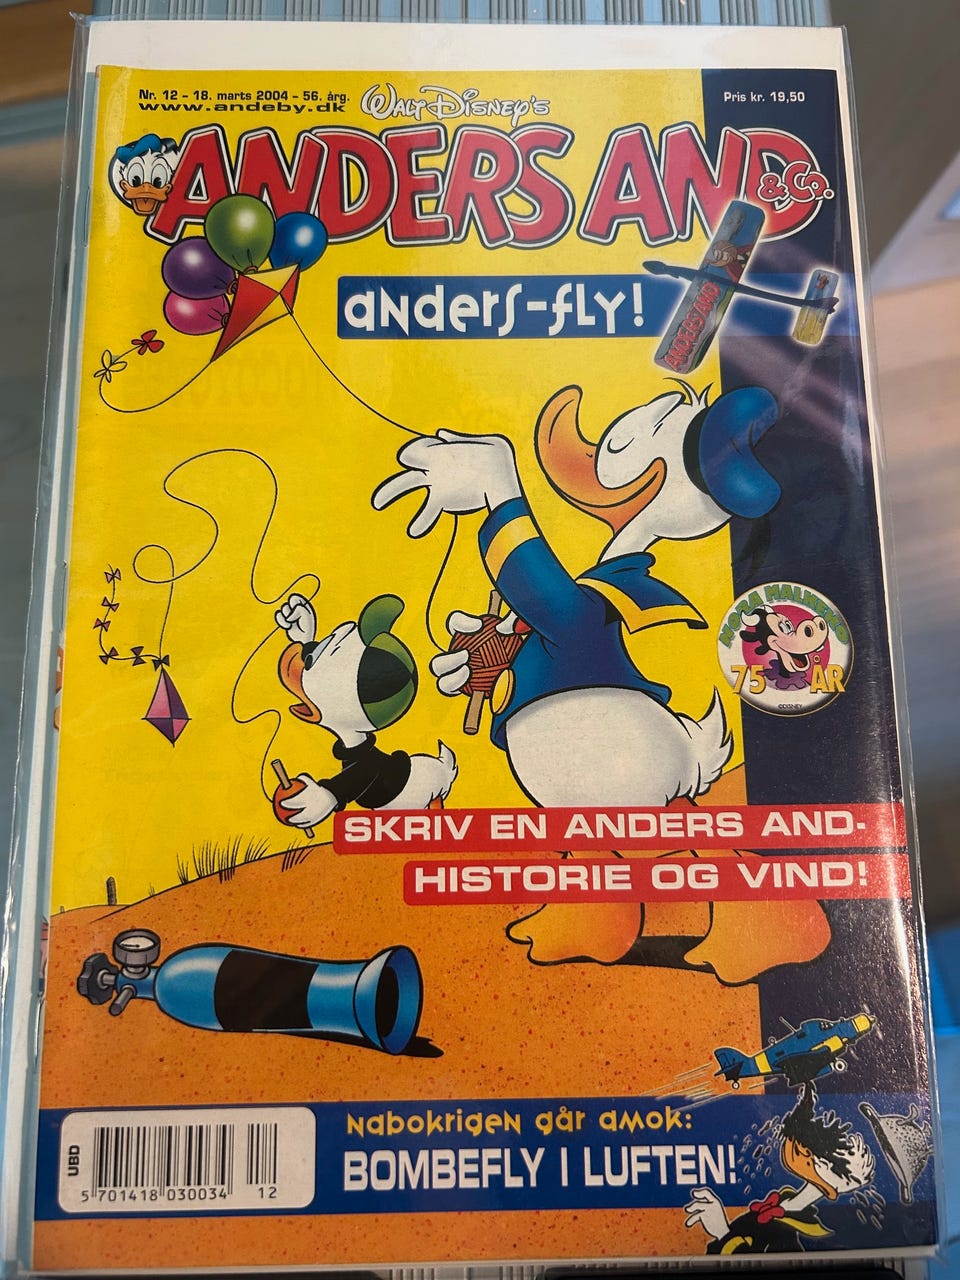 Nr. 12 - 18. marts 2004 - 56. årg.
www.andeby.dk
Walt Disney's
Pris kr. 19,50
ANDERS AND
& Co.
anders-fly!
ANDERS AND
KLARA MALKEKO
75 ÅR
©DISNEY
SKRIV EN ANDERS AND-
HISTORIE OG VIND!
UBD
5 701418 030034
12
Nabokrigen går amok:
BOMBEFLY I LUFTEN!